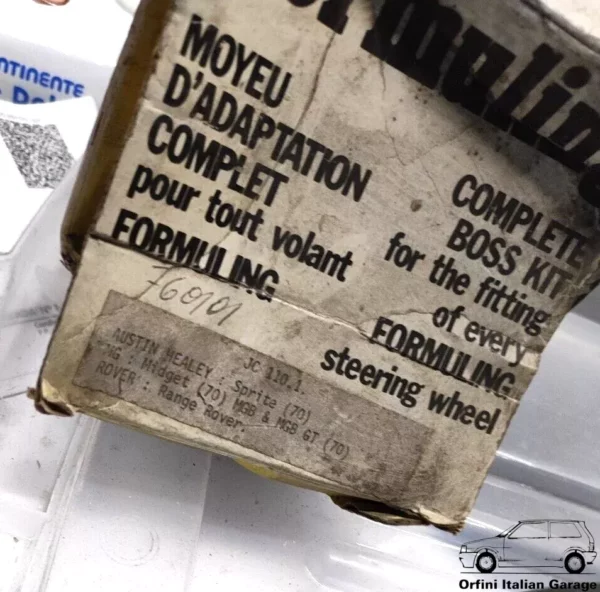 NTINENTE
MOYEU
D'ADAPTATION
COMPLET
pour tout volant
FORMULING
COMPLETE
BOSS KIT
for the fitting
of every
FORMULING
steering wheel
760101
JC 110.1.
AUSTIN HEALEY : Sprite (70)
MG : Midget (70) MGB & MGB GT (70)
ROVER : Range Rover.
Orfini Italian Garage